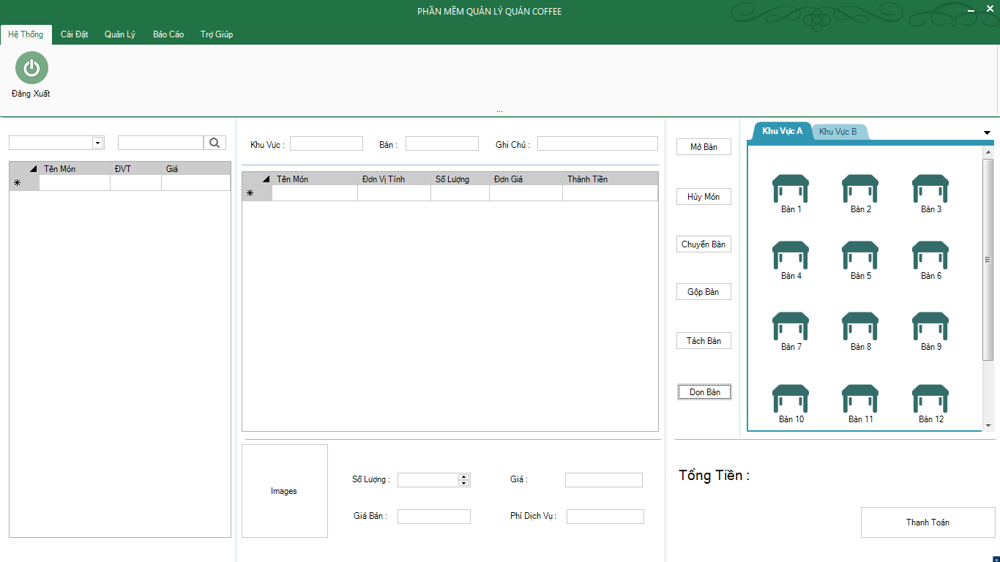 PHẦN MỀM QUẢN LÝ QUÁN COFFEE
Hệ Thống Cài Đặt Quản Lý Báo Cáo Trợ Giúp
Đăng Xuất
...
Tên Món ĐVT Giá
Khu Vực : Bàn : Ghi Chú :
Tên Món Đơn Vị Tính Số Lượng Đơn Giá Thành Tiền
Mở Bàn
Hủy Món
Chuyển Bàn
Gộp Bàn
Tách Bàn
Dọn Bàn
Khu Vực A Khu Vực B
Bàn 1 Bàn 2 Bàn 3
Bàn 4 Bàn 5 Bàn 6
Bàn 7 Bàn 8 Bàn 9
Bàn 10 Bàn 11 Bàn 12
Images
Số Lượng : Giá :
Giá Bán : Phí Dịch Vụ :
Tổng Tiền :
Thanh Toán